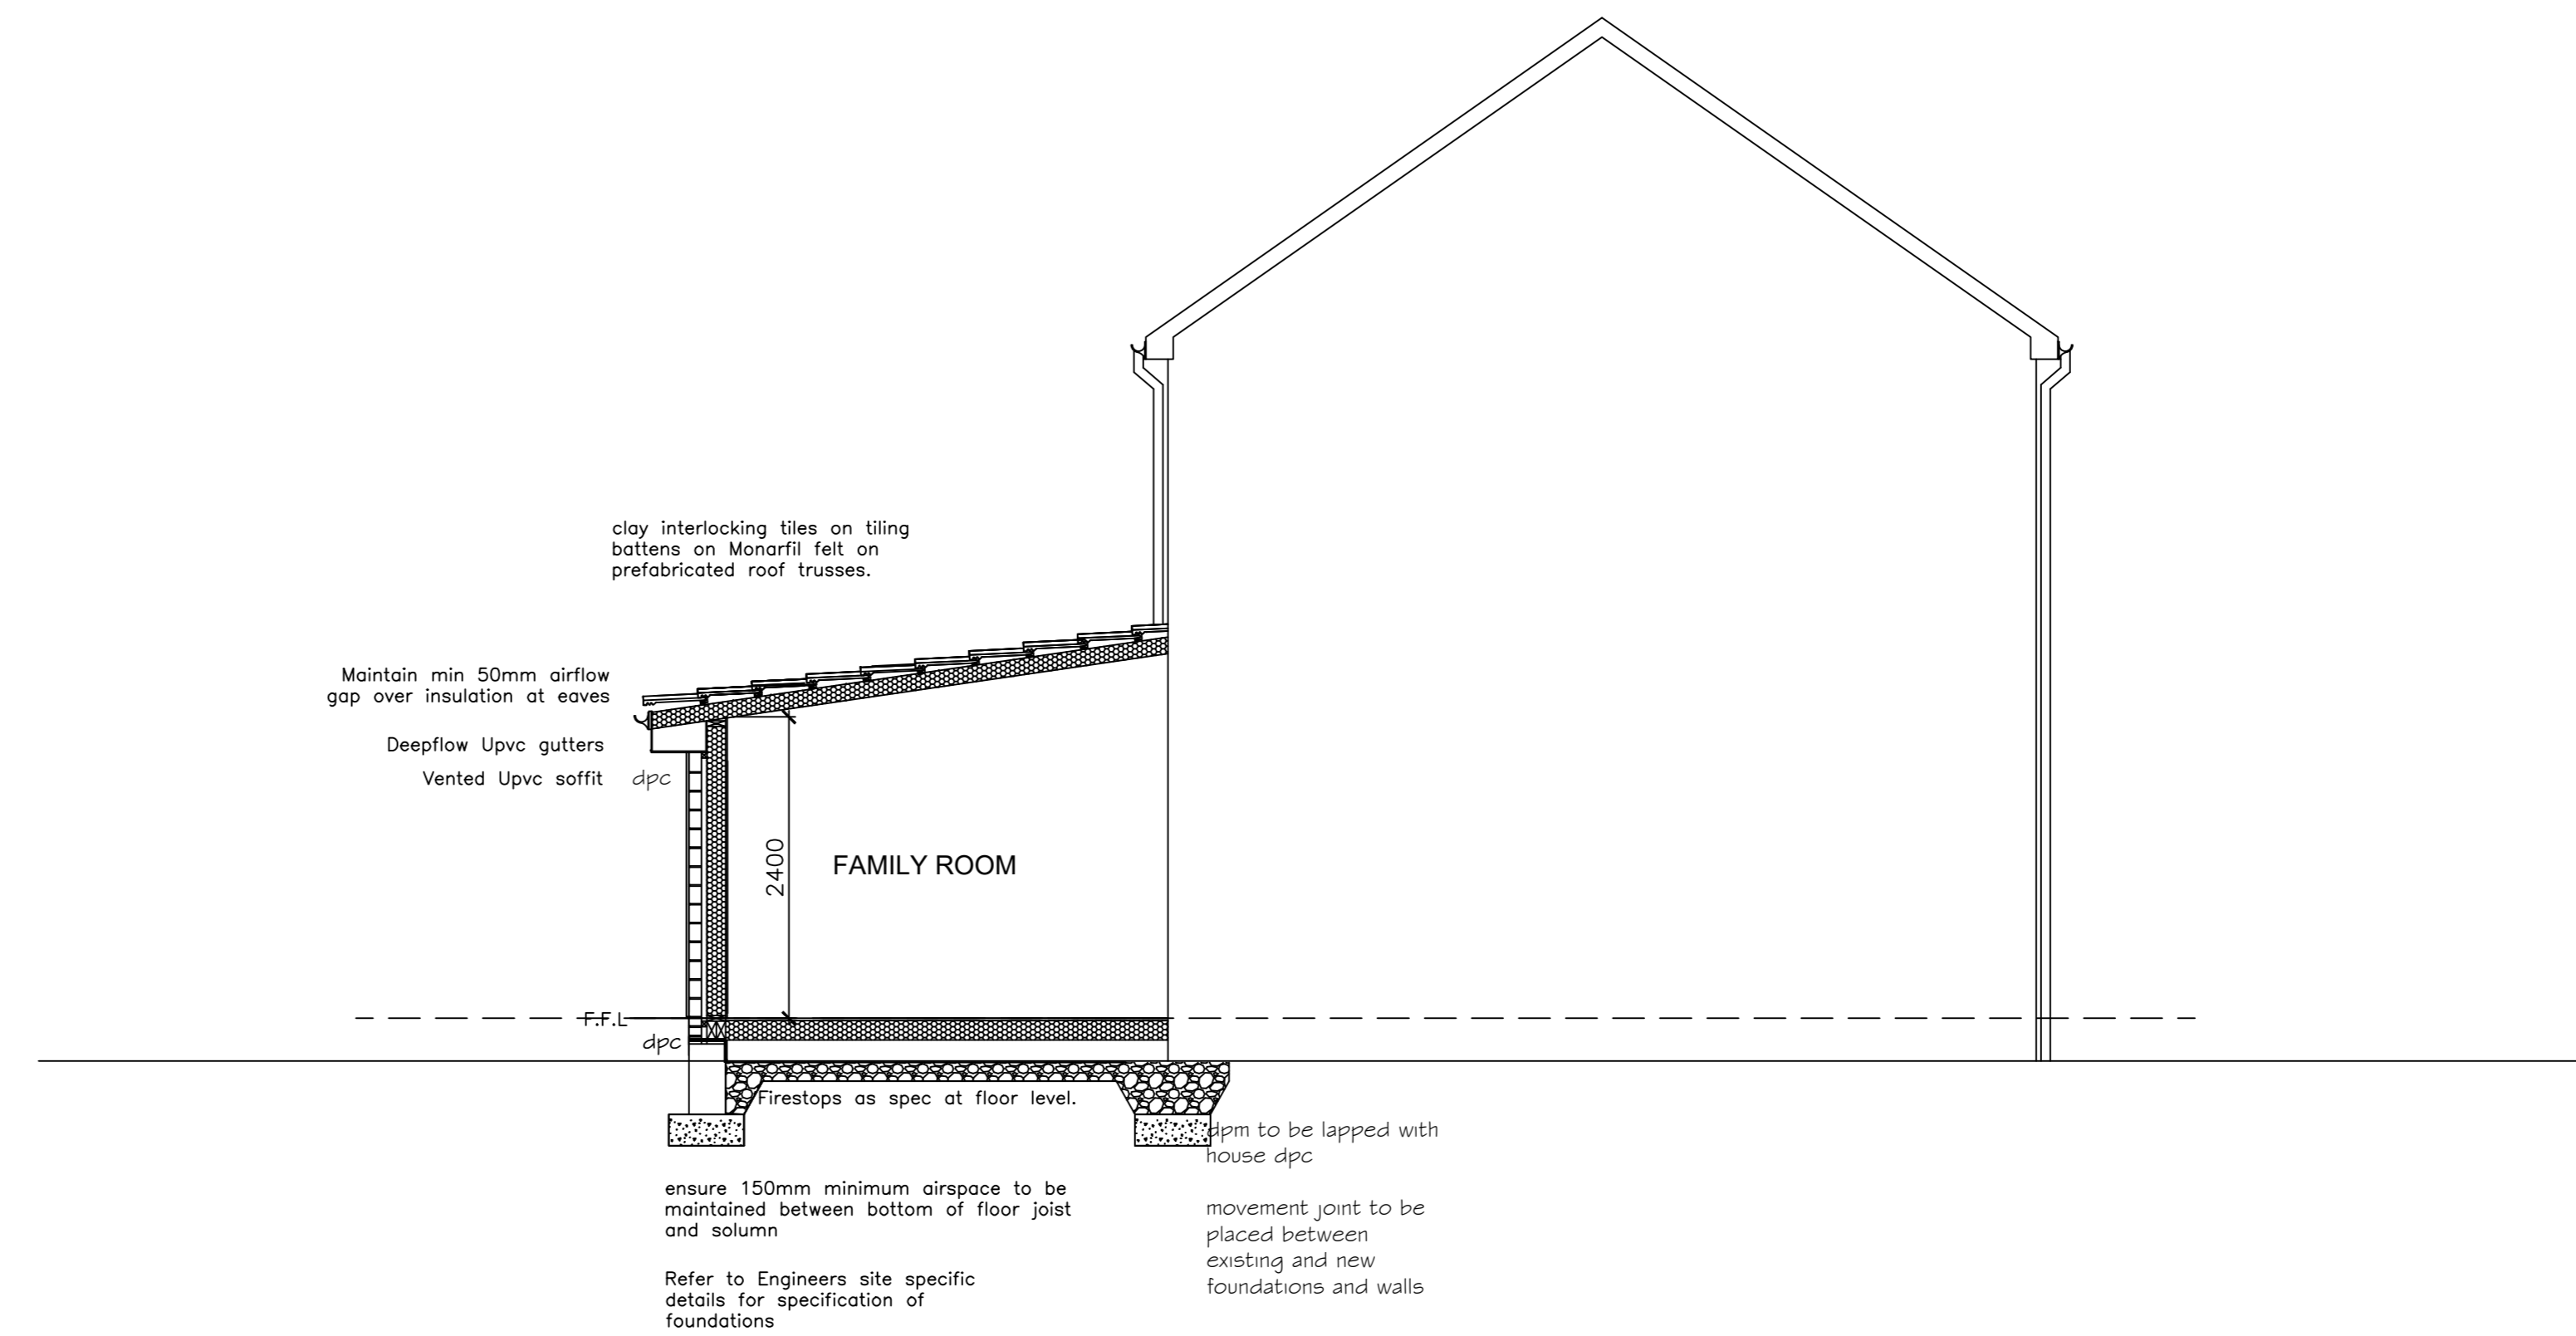 clay interlocking tiles on tiling
battens on Monarfil felt on
prefabricated roof trusses.
Maintain min 50mm airflow
gap over insulation at eaves
Deepflow Upvc gutters
Vented Upvc soffit
dpc
2400
FAMILY ROOM
F.F.L
dpc
Firestops as spec at floor level.
dpm to be lapped with
house dpc
ensure 150mm minimum airspace to be
maintained between bottom of floor joist
and solum
movement joint to be
placed between
existing and new
foundations and walls
Refer to Engineers site specific
details for specification of
foundations